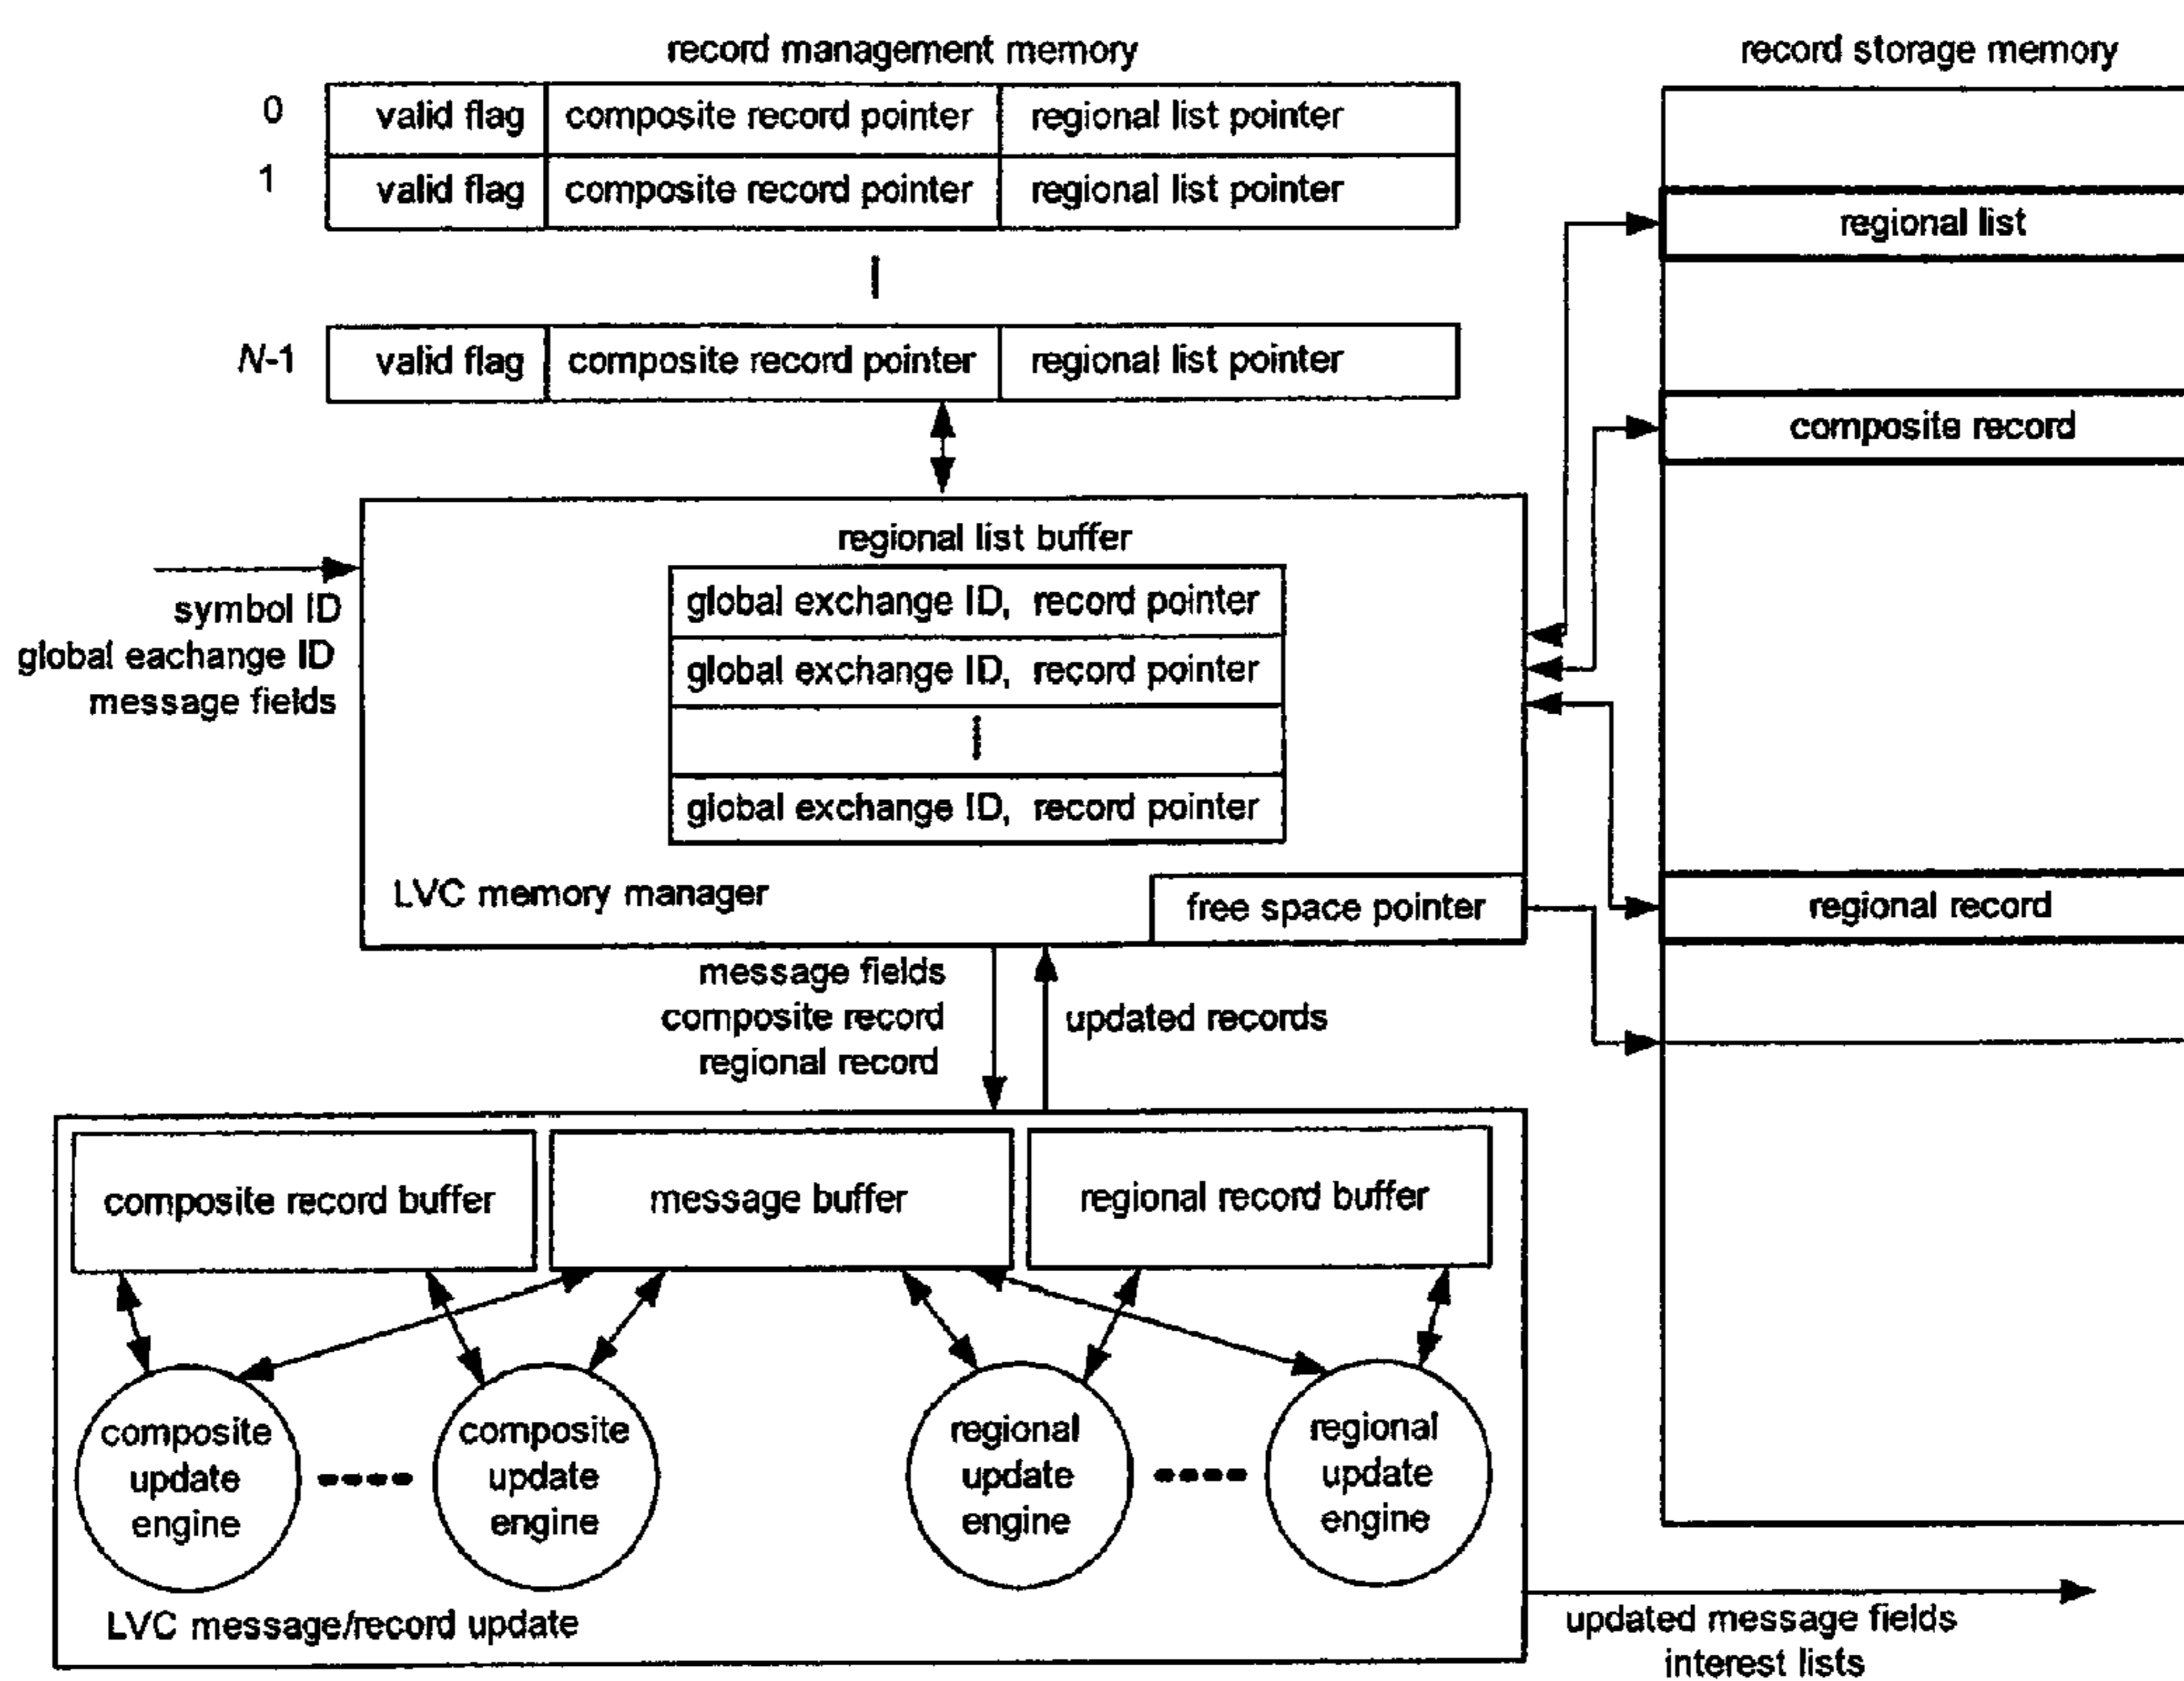 record management memory
record storage memory
0 valid flag composite record pointer regional list pointer
1 valid flag composite record pointer regional list pointer
N-1 valid flag composite record pointer regional list pointer
regional list
composite record
regional list buffer
global exchange ID, record pointer
global exchange ID, record pointer
global exchange ID, record pointer
symbol ID
global eachange ID
message fields
LVC memory manager
free space pointer
regional record
message fields
composite record
regional record
updated records
composite record buffer
message buffer
regional record buffer
composite
update
engine
composite
update
engine
regional
update
engine
regional
update
engine
LVC message/record update
updated message fields
interest lists